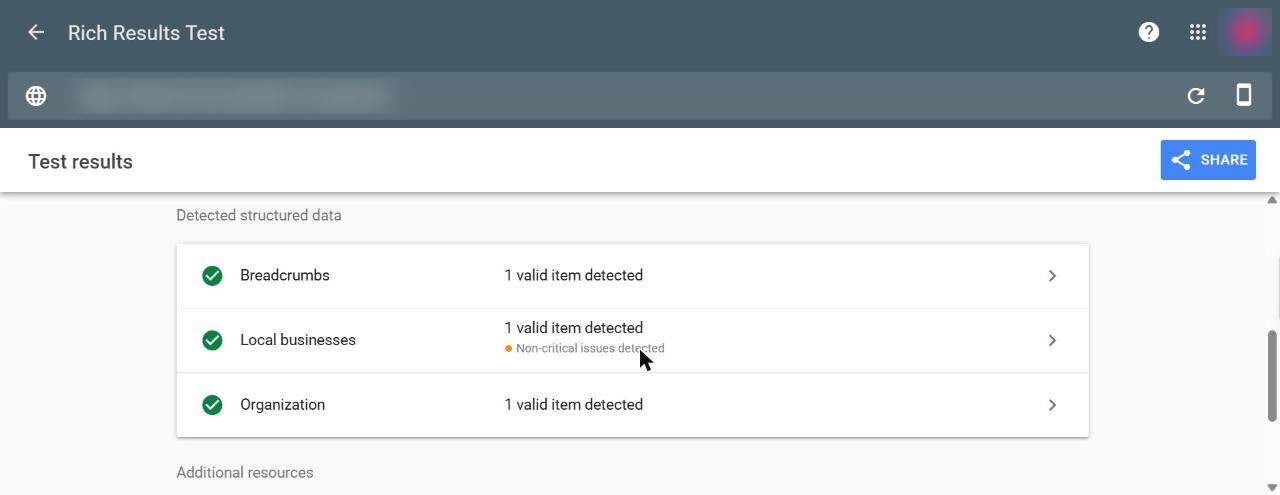 Rich Results Test
Test results
SHARE
Detected structured data
Breadcrumbs 1 valid item detected
Local businesses 1 valid item detected
Non-critical issues detected
Organization 1 valid item detected
Additional resources